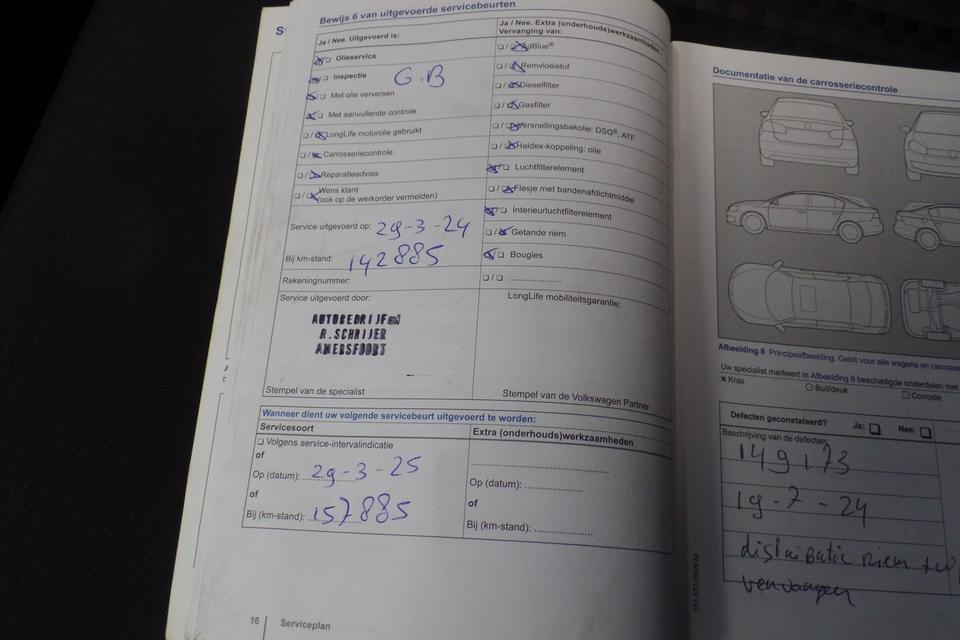 Bewijs 6 van uitgevoerde servicebeurten
Ja / Nee. Uitgevoerd is:
Olieservice
Inspectie
G.B
Met olie verversen
Met aanvullende controle
LongLife motorolie gebruikt
Carrosseriecontrole
Reparatieadvies
Wens klant
(ook op de werkorder vermelden)
Service uitgevoerd op: 29-3-24
Bij km-stand: 142885
Rekeningnummer:
Service uitgevoerd door:
AUTOBEDRIJF
R.SCHRIJER
AMERSFOORT
Stempel van de specialist
Ja / Nee. Extra (onderhouds)werkzaamheden
Vervanging van:
AdBlue®
Remvloeistof
Dieselfilter
Gasfilter
Versnellingsbakolie: DSG®, ATF
Haldex-koppeling: olie
Luchtfilterelement
Flesje met bandenafdichtmiddel
Interieurluchtfilterelement
Getande riem
Bougies
LongLife mobiliteitsgarantie:
Stempel van de Volkswagen Partner
Wanneer dient uw volgende servicebeurt uitgevoerd te worden:
Servicesoort
Volgens service-intervalindicatie
of
Op (datum): 29-3-25
of
Bij (km-stand): 157885
Extra (onderhouds)werkzaamheden
Op (datum):
of
Bij (km-stand):
16 Serviceplan
Documentatie van de carrosseriecontrole
Afbeelding 8 Principeafbeelding. Geldt voor alle wagens en
Uw specialist markeert in Afbeelding 8 beschadigde onderdelen met
Kras Buil/deuk Corrosie
Defecten geconstateerd? Ja: Nee:
Beschrijving van de defecten:
149173
19-7-24
distributie riem
vervangen
151.5T3.PKW.32